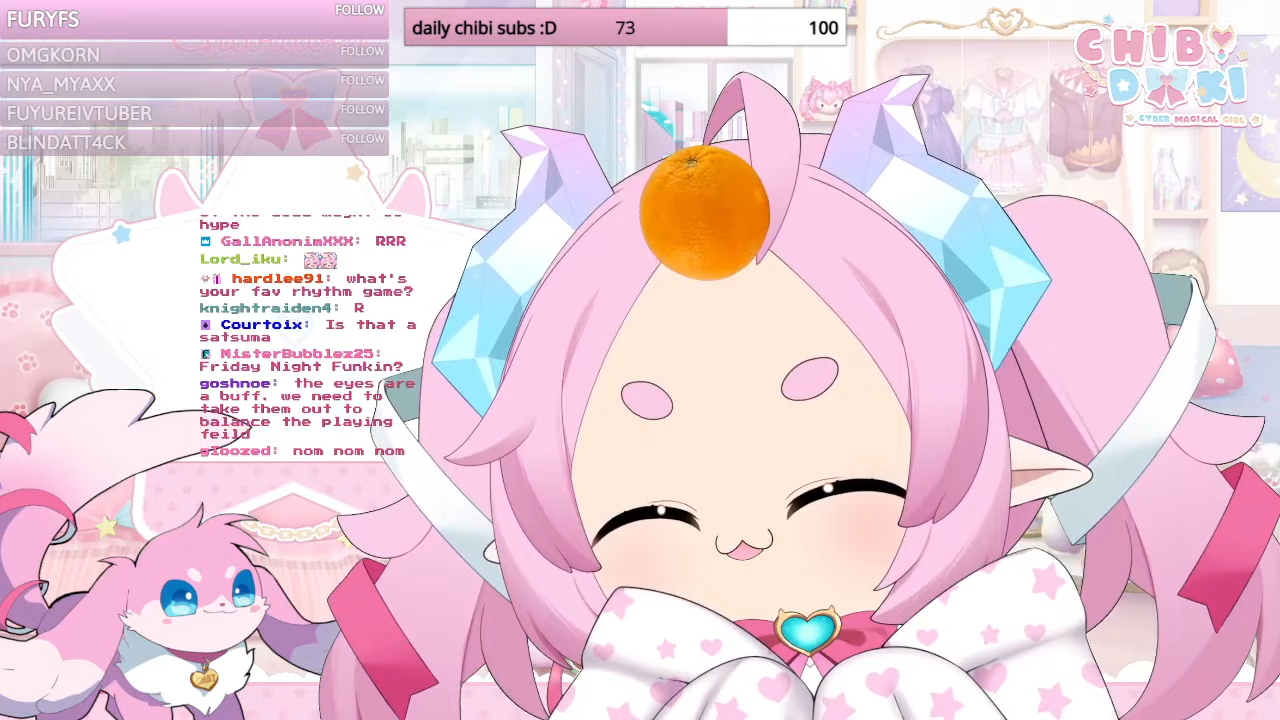 FURYFS FOLLOW
OMGKORN FOLLOW
NYA_MYAXX FOLLOW
FUYUREIVTUBER FOLLOW
BLINDATT4CK FOLLOW
daily chibi subs :D 73 100
CHIB!
DOKI
CYBER MAGICAL GIRL
hype
GallAnonimXXX: RRR
Lord_iku:
hardlee91: what's
your fav rhythm game?
knightraiden4: R
Courtoix: Is that a
satsuma
MisterBubblez25:
Friday Night Funkin?
goshnoe: the eyes are
a buff. we need to
take them out to
balance the playing
feild
gloozed: nom nom nom